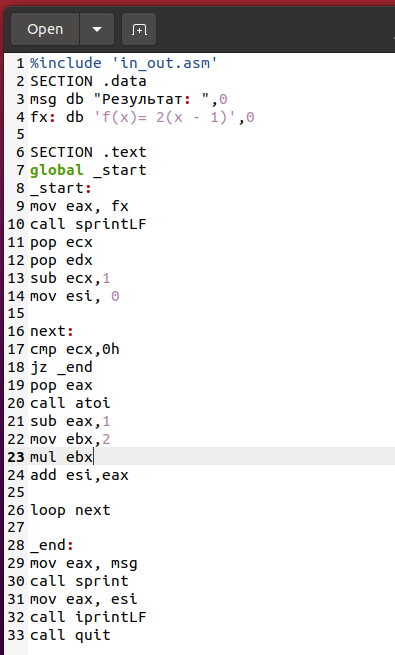 Open
1 %include 'in_out.asm'
2 SECTION .data
3 msg db "Результат: ",0
4 fx: db 'f(x)= 2(x - 1)',0
5
6 SECTION .text
7 global _start
8 _start:
9 mov eax, fx
10 call sprintLF
11 pop ecx
12 pop edx
13 sub ecx,1
14 mov esi, 0
15
16 next:
17 cmp ecx,0h
18 jz _end
19 pop eax
20 call atoi
21 sub eax,1
22 mov ebx,2
23 mul ebx
24 add esi,eax
25
26 loop next
27
28 _end:
29 mov eax, msg
30 call sprint
31 mov eax, esi
32 call iprintLF
33 call quit